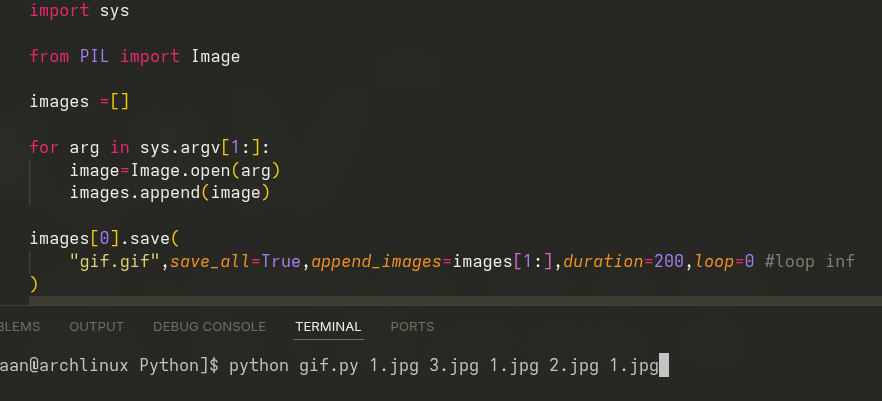 import sys
from PIL import Image
images =[]
for arg in sys.argv[1:]:
image=Image.open(arg)
images.append(image)
images[0].save(
"gif.gif",save_all=True,append_images=images[1:],duration=200,loop=0 #loop inf
)
BLEMS OUTPUT DEBUG CONSOLE TERMINAL PORTS
aan@archlinux Python]$ python gif.py 1.jpg 3.jpg 1.jpg 2.jpg 1.jpg